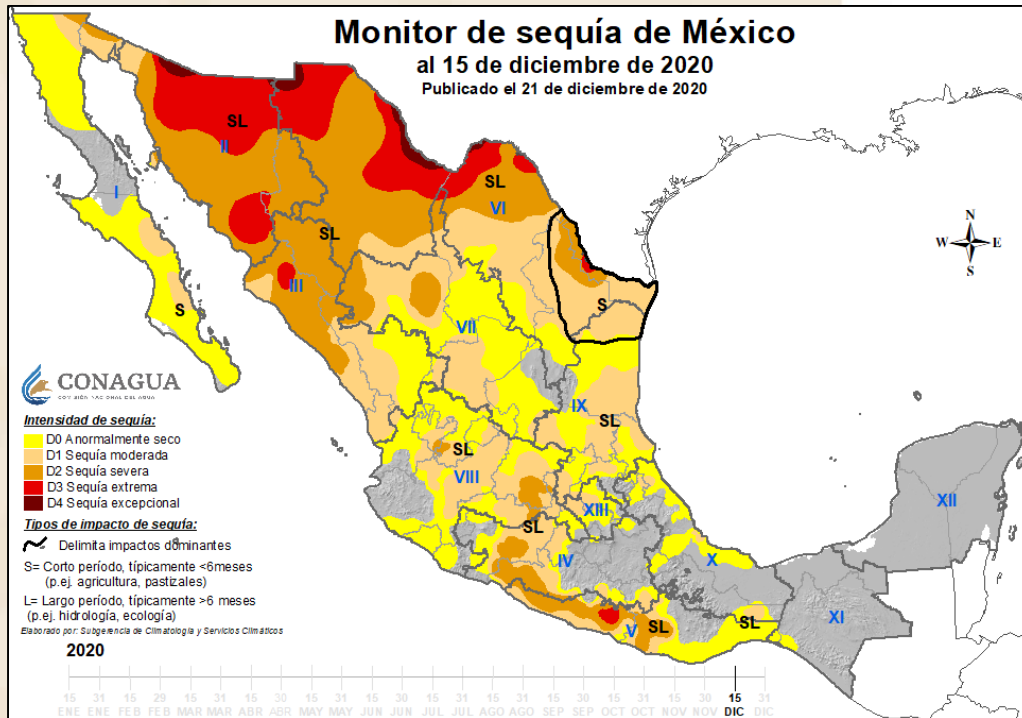 Monitor de sequía de México
al 15 de diciembre de 2020
Publicado el 21 de diciembre de 2020
SL
II
SL
VI
I
SL
III
S
S
VII
N
W E
S
CONAGUA
COMISIÓN NACIONAL DEL AGUA
Intensidad de sequía:
D0 Anormalmente seco
D1 Sequía moderada
D2 Sequía severa
D3 Sequía extrema
D4 Sequía excepcional
IX
SL
SL
VIII
XIII
SL
IV
X
XII
V
SL
SL
XI
Tipos de impacto de sequía:
Delimita impactos dominantes
S= Corto período, típicamente <6meses
(p.ej. agricultura, pastizales)
L= Largo período, típicamente >6 meses
(p.ej. hidrología, ecología)
Elaborado por: Subgerencia de Climatología y Servicios Climáticos
2020
15 31 15 29 15 31 15 30 15 31 15 30 15 31 15 31 15 30 15 31 15 30 15 31
ENE ENE FEB FEB MAR MAR ABR ABR MAY MAY JUN JUN JUL JUL AGO AGO SEP SEP OCT OCT NOV NOV DIC DIC